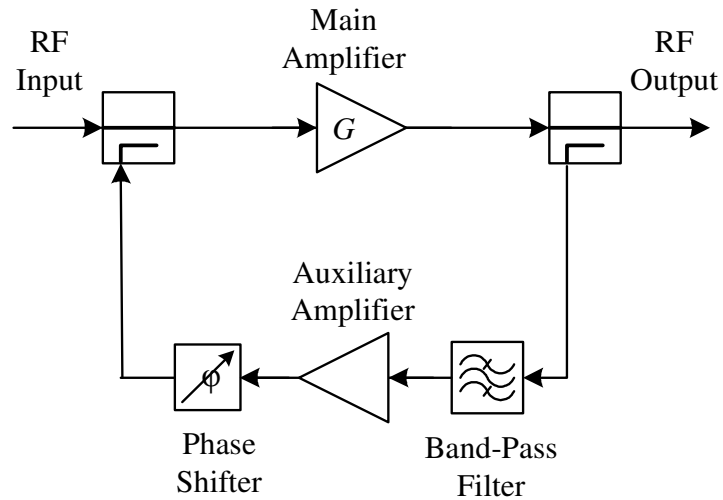 Main
Amplifier
RF
Input
RF
Output
G
Auxiliary
Amplifier
φ
Phase
Shifter
Band-Pass
Filter